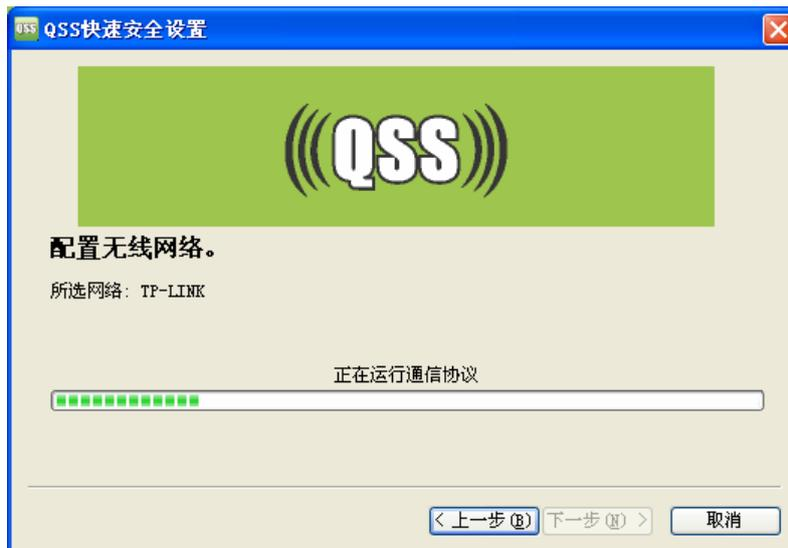 QSS QSS快速安全设置
(((QSS)))
配置无线网络。
所选网络: TP-LINK
正在运行通信协议
< 上一步(B) 下一步(N) > 取消